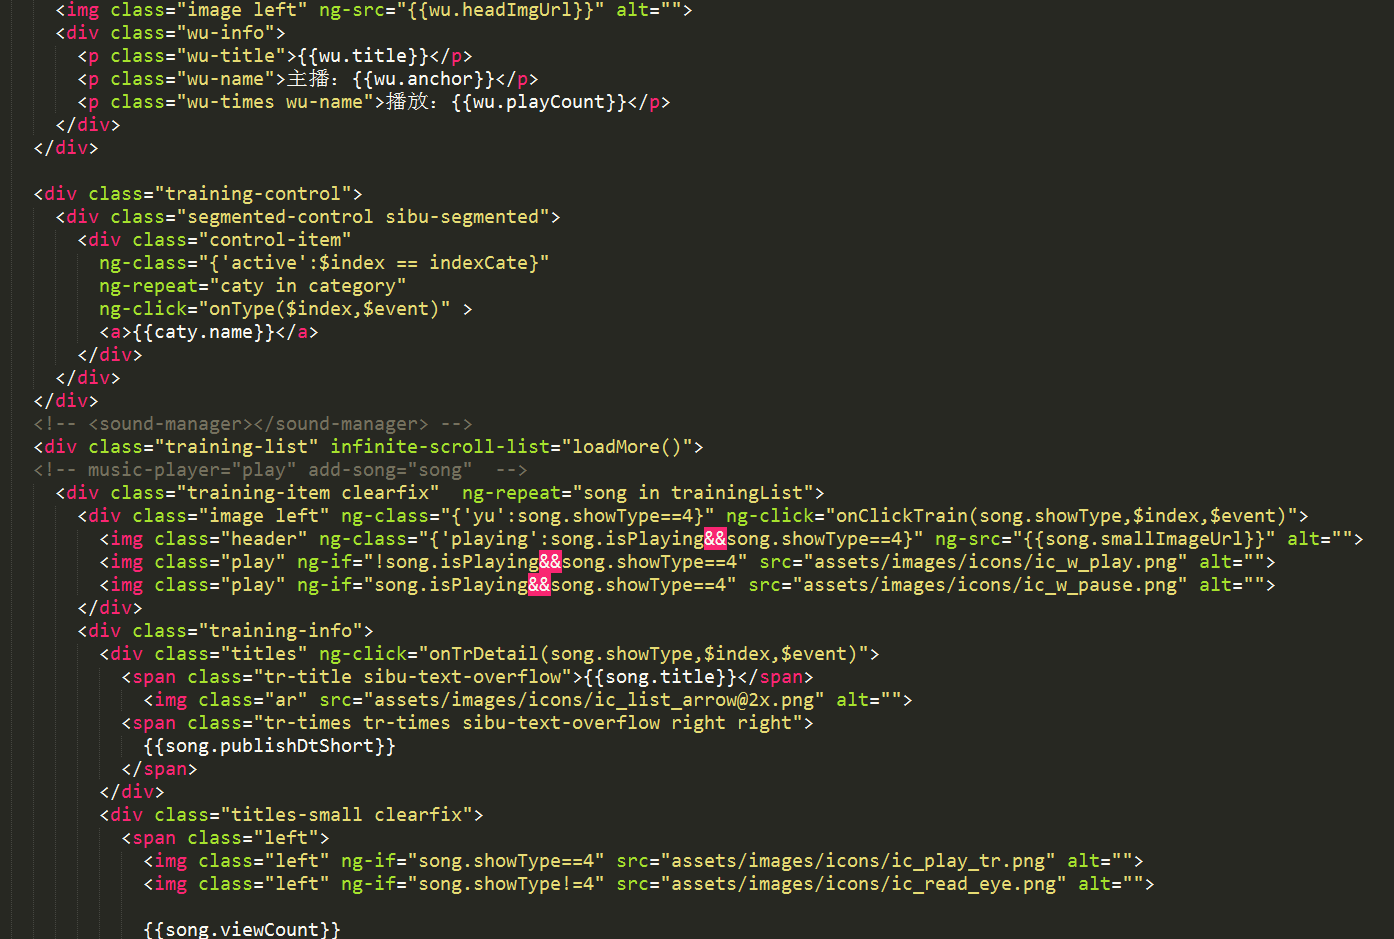 <img class="image left" ng-src="{{wu.headImgUrl}}" alt="">
<div class="wu-info">
<p class="wu-title">{{wu.title}}</p>
<p class="wu-name">主播：{{wu.anchor}}</p>
<p class="wu-times wu-name">播放：{{wu.playCount}}</p>
</div>
</div>
<div class="training-control">
<div class="segmented-control sibu-segmented">
<div class="control-item"
ng-class="{'active':$index == indexCate}"
ng-repeat="caty in category"
ng-click="onType($index,$event)" >
<a>{{caty.name}}</a>
</div>
</div>
</div>
<!-- <sound-manager></sound-manager> -->
<div class="training-list" infinite-scroll-list="loadMore()">
<!-- music-player="play" add-song="song"  -->
<div class="training-item clearfix"  ng-repeat="song in trainingList">
<div class="image left" ng-class="{'yu':song.showType==4}" ng-click="onClickTrain(song.showType,$index,$event)">
<img class="header" ng-class="{'playing':song.isPlaying&&song.showType==4}" ng-src="{{song.smallImageUrl}}" alt="">
<img class="play" ng-if="!song.isPlaying&&song.showType==4" src="assets/images/icons/ic_w_play.png" alt="">
<img class="play" ng-if="song.isPlaying&&song.showType==4" src="assets/images/icons/ic_w_pause.png" alt="">
</div>
<div class="training-info">
<div class="titles" ng-click="onTrDetail(song.showType,$index,$event)">
<span class="tr-title sibu-text-overflow">{{song.title}}</span>
<img class="ar" src="assets/images/icons/ic_list_arrow@2x.png" alt="">
<span class="tr-times tr-times sibu-text-overflow right right">
{{song.publishDtShort}}
</span>
</div>
<div class="titles-small clearfix">
<span class="left">
<img class="left" ng-if="song.showType==4" src="assets/images/icons/ic_play_tr.png" alt="">
<img class="left" ng-if="song.showType!=4" src="assets/images/icons/ic_read_eye.png" alt="">
{{song.viewCount}}